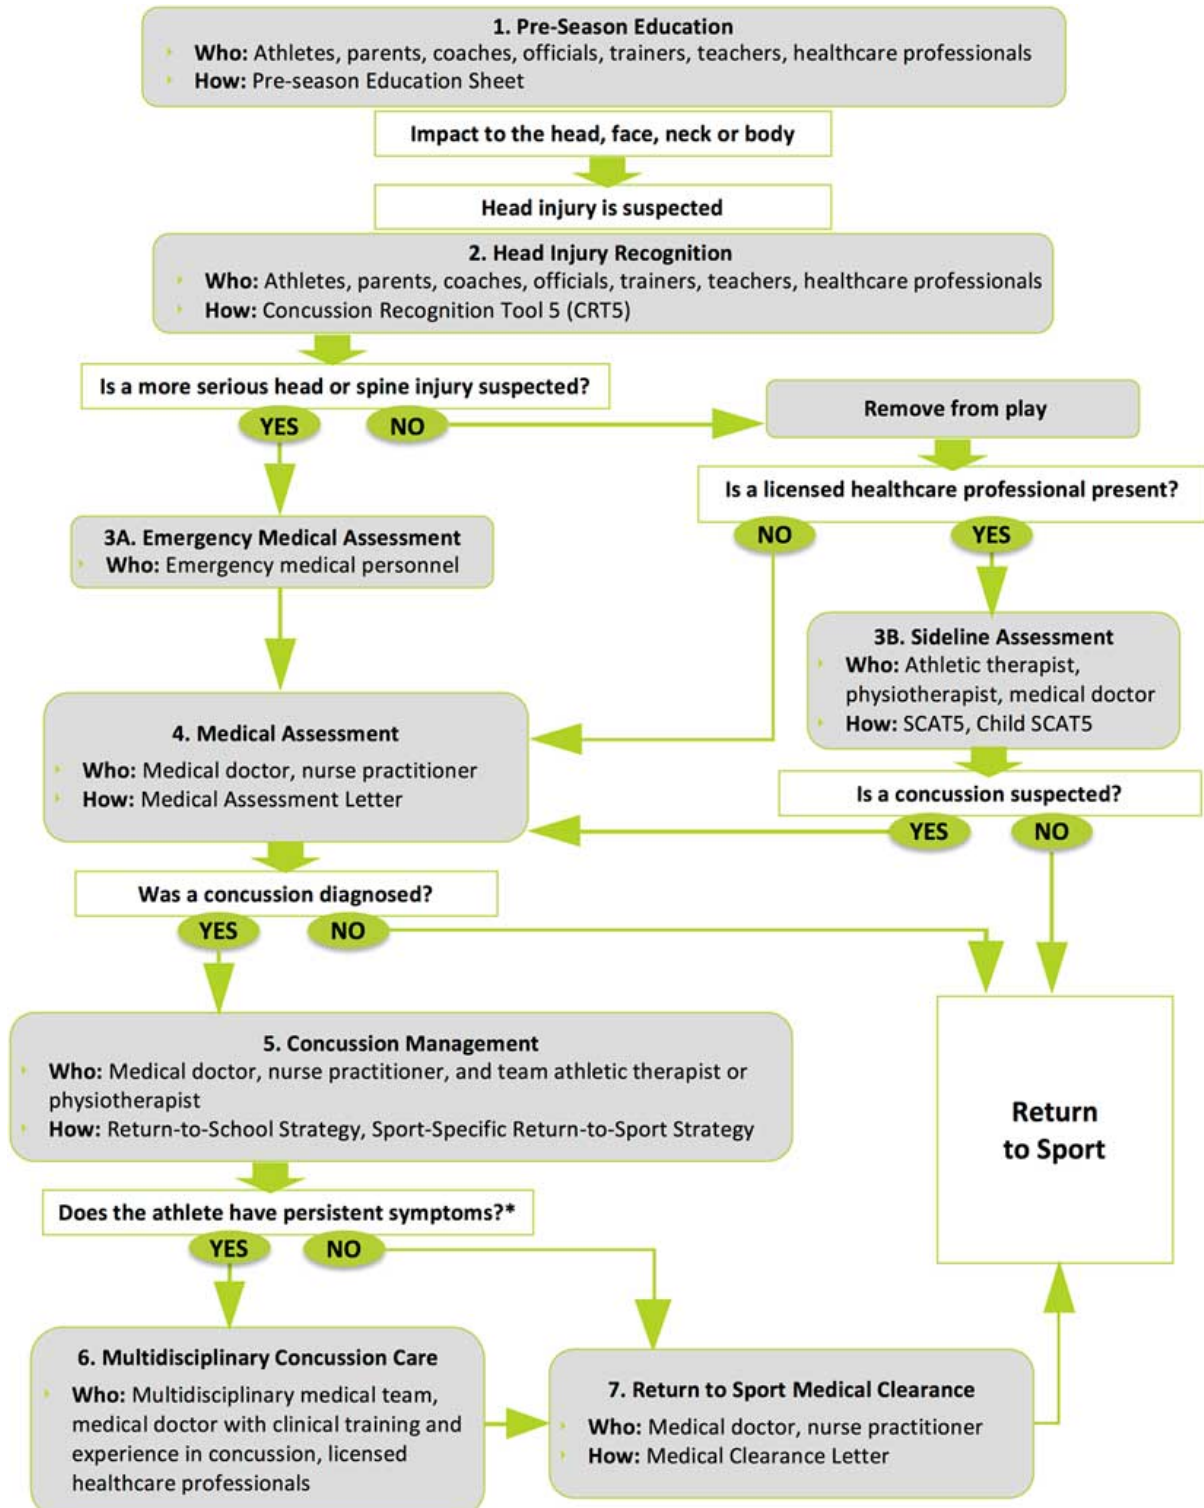 1. Pre-Season Education
Who: Athletes, parents, coaches, officials, trainers, teachers, healthcare professionals
How: Pre-season Education Sheet
Impact to the head, face, neck or body
Head injury is suspected
2. Head Injury Recognition
Who: Athletes, parents, coaches, officials, trainers, teachers, healthcare professionals
How: Concussion Recognition Tool 5 (CRT5)
Is a more serious head or spine injury suspected?
YES
NO
Remove from play
Is a licensed healthcare professional present?
NO
YES
3A. Emergency Medical Assessment
Who: Emergency medical personnel
3B. Sideline Assessment
Who: Athletic therapist,
physiotherapist, medical doctor
How: SCAT5, Child SCAT5
4. Medical Assessment
Who: Medical doctor, nurse practitioner
How: Medical Assessment Letter
Is a concussion suspected?
YES
NO
Was a concussion diagnosed?
YES
NO
5. Concussion Management
Who: Medical doctor, nurse practitioner, and team athletic therapist or
physiotherapist
How: Return-to-School Strategy, Sport-Specific Return-to-Sport Strategy
Return
to Sport
Does the athlete have persistent symptoms?*
YES
NO
6. Multidisciplinary Concussion Care
Who: Multidisciplinary medical team,
medical doctor with clinical training and
experience in concussion, licensed
healthcare professionals
7. Return to Sport Medical Clearance
Who: Medical doctor, nurse practitioner
How: Medical Clearance Letter